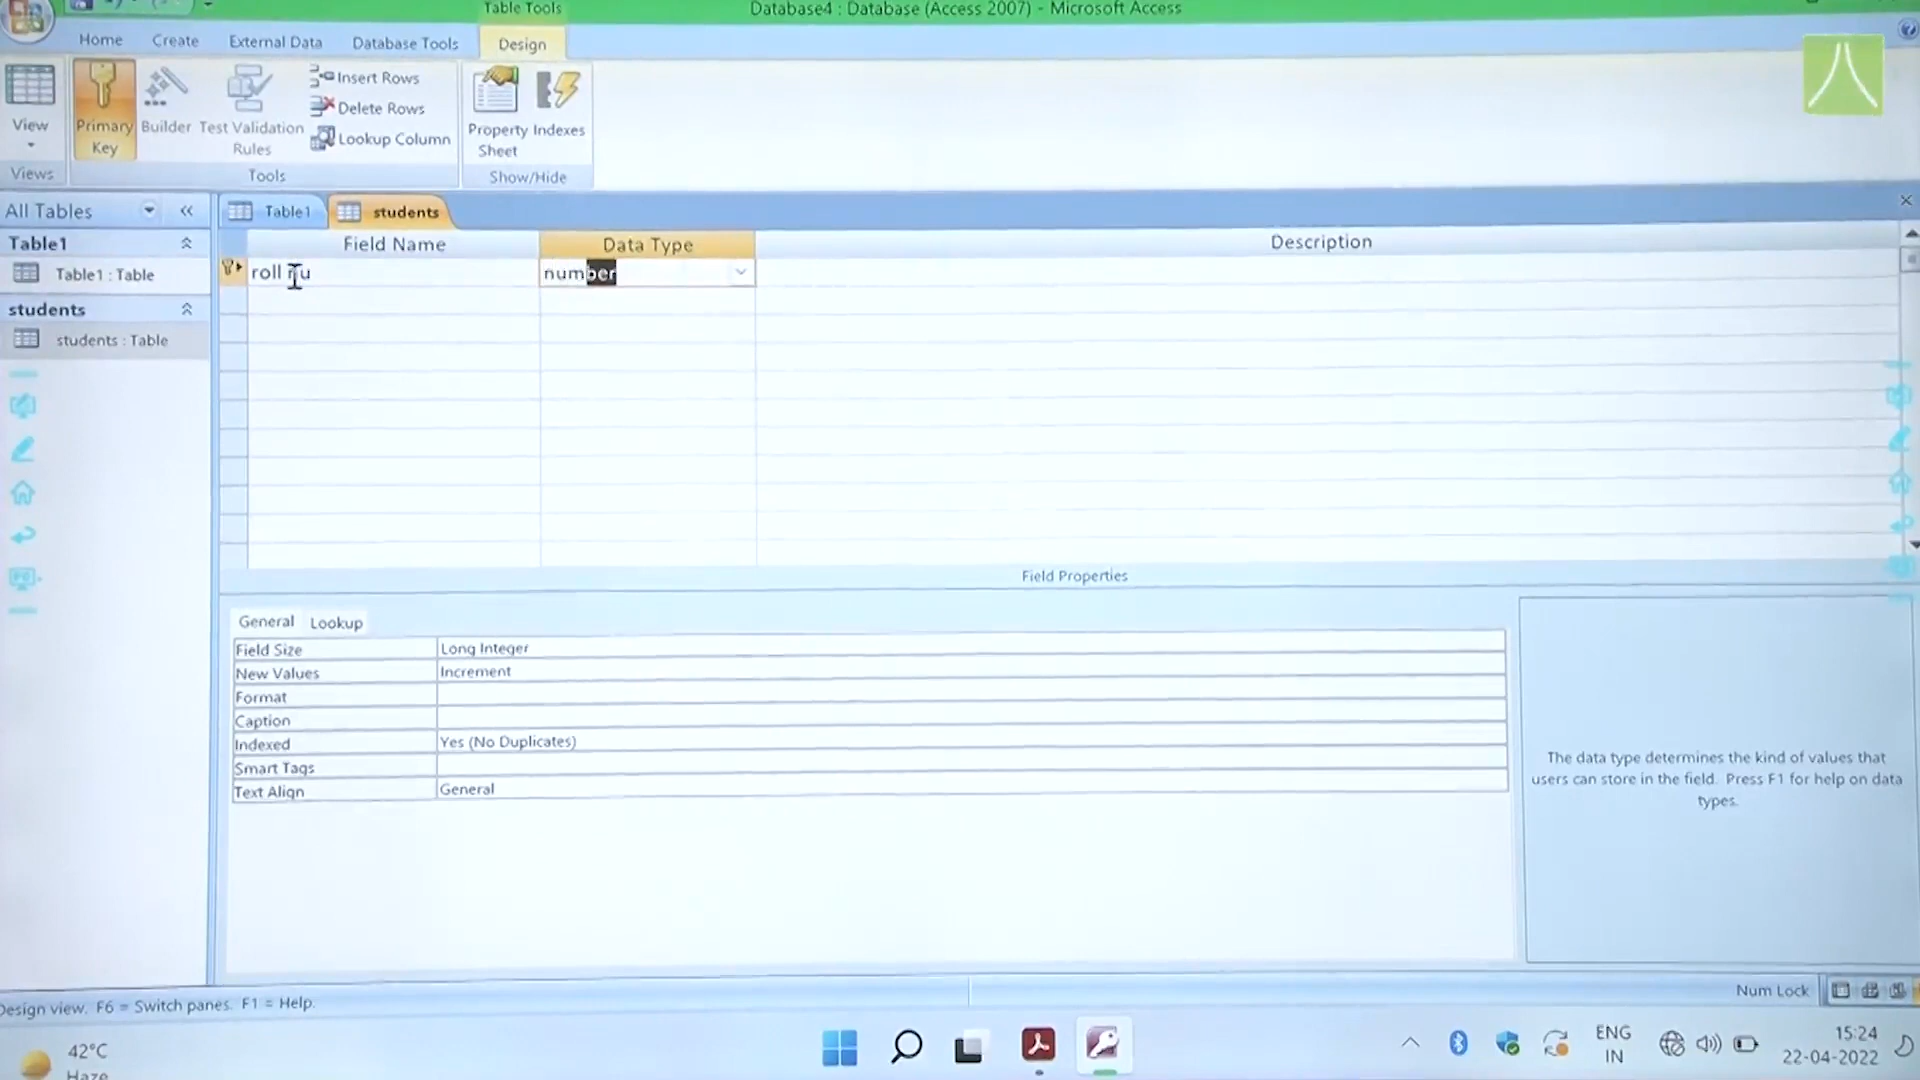 Table Tools
Database4 : Database (Access 2007) - Microsoft Access
Home
Create
External Data
Database Tools
Design
View
Primary Key
Builder
Test Validation Rules
Insert Rows
Delete Rows
Lookup Column
Property Sheet
Indexes
Views
Tools
Show/Hide
All Tables
Table1
students
Table1
Table1 : Table
students
students : Table
Field Name
Data Type
Description
roll nu
number
Field Properties
General
Lookup
Field Size
Long Integer
New Values
Increment
Format
Caption
Indexed
Yes (No Duplicates)
Smart Tags
Text Align
General
The data type determines the kind of values that
users can store in the field. Press F1 for help on data
types.
Design view. F6 = Switch panes. F1 = Help.
Num Lock
42°C
Haze
ENG
IN
15:24
22-04-2022